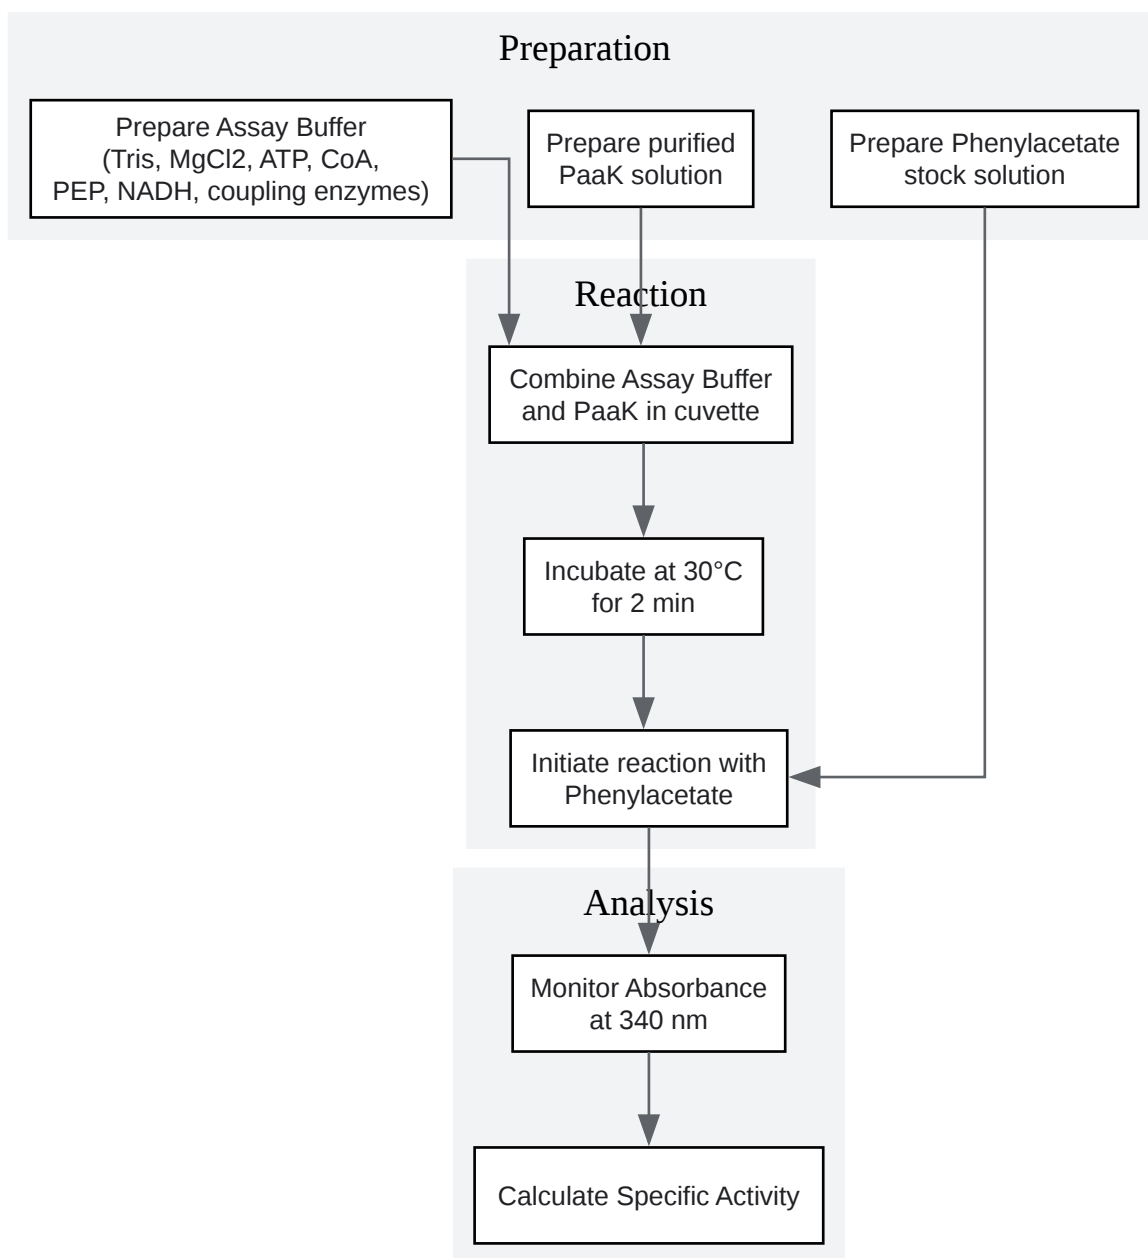 Preparation
Prepare Assay Buffer
(Tris, MgCl2, ATP, CoA,
PEP, NADH, coupling enzymes)
Prepare purified
PaaK solution
Prepare Phenylacetate
stock solution
Reaction
Combine Assay Buffer
and PaaK in cuvette
Incubate at 30°C
for 2 min
Initiate reaction with
Phenylacetate
Analysis
Monitor Absorbance
at 340 nm
Calculate Specific Activity